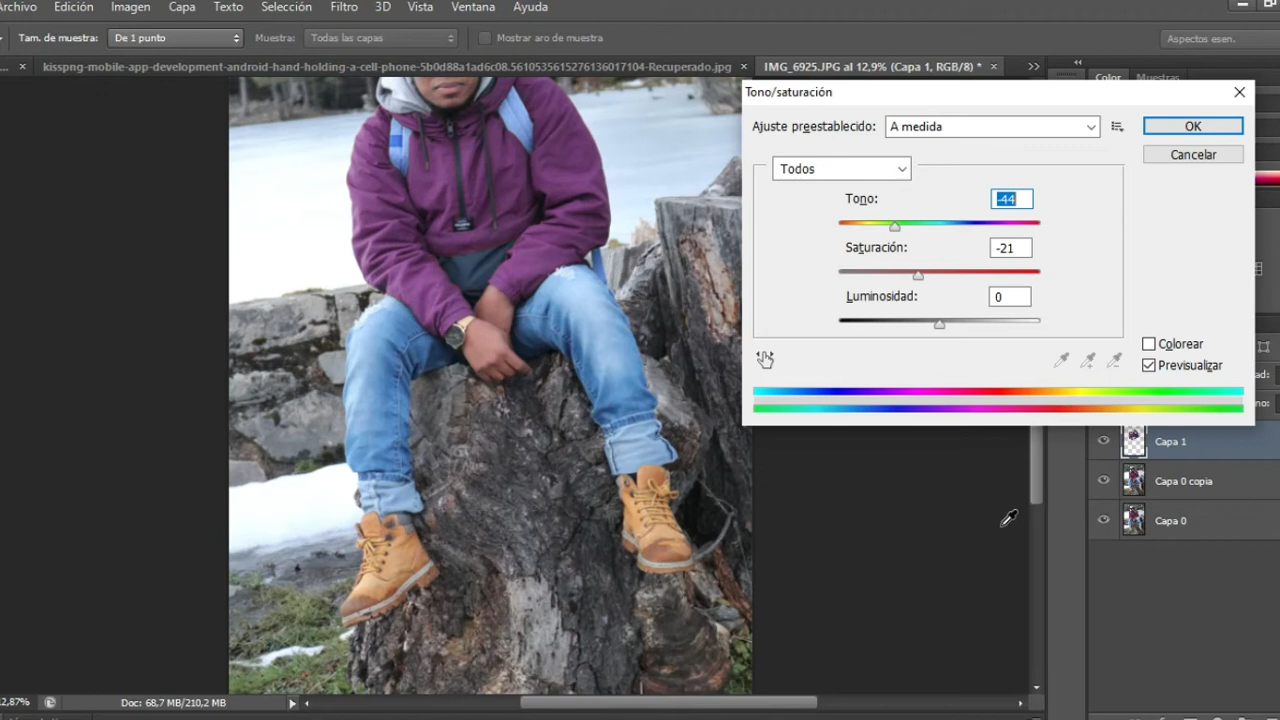 Archivo Edición Imagen Capa Texto Selección Filtro 3D Vista Ventana Ayuda
Tam. de muestra: De 1 punto Muestra: Todas las capas Mostrar aro de muestra Aspectos esen.
... × kisspng-mobile-app-development-android-hand-holding-a-cell-phone-5b0d88a1ad6c08.5610535615276136017104-Recuperado.jpg × IMG_6925.JPG al 12,9% (Capa 1, RGB/8) * ×
Color Muestras
Tono/saturación
Ajuste preestablecido: A medida OK
Cancelar
Todos
Tono: -44
Saturación: -21
Luminosidad: 0
Colorear
Previsualizar
Capa 1
Capa 0 copia
Capa 0
2,87% Doc: 68,7 MB/210,2 MB